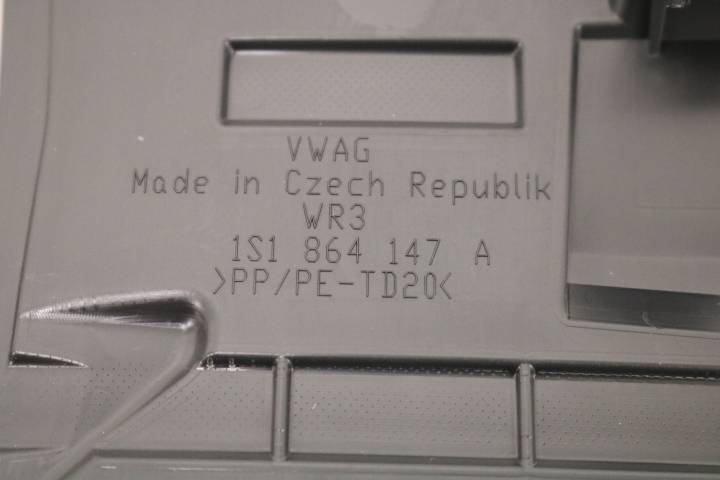 VWAG
Made in Czech Republik
WR3
1S1 864 147 A
>PP/PE-TD20<